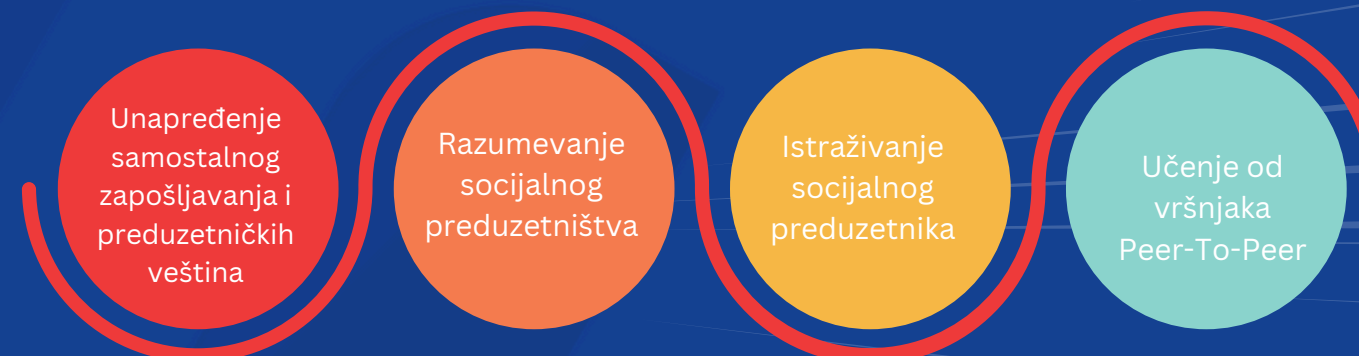 Unapređenje
samostalnog
zapošljavanja i
preduzetničkih
veština
Razumevanje
socijalnog
preduzetništva
Istraživanje
socijalnog
preduzetnika
Učenje od
vršnjaka
Peer-To-Peer